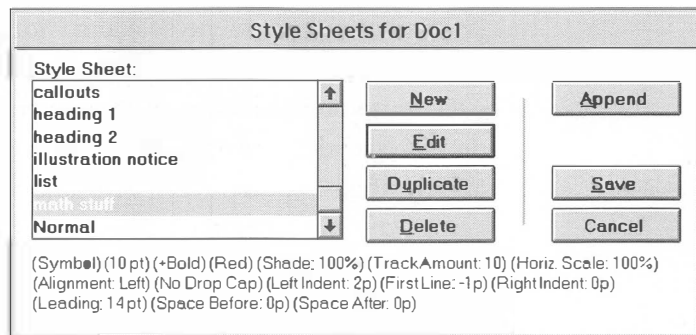 Style Sheets for Doc1
Style Sheet:
callouts
heading 1
heading 2
illustration notice
list
math stuff
Normal
New
Edit
Duplicate
Delete
Append
Save
Cancel
(Symbol) (10 pt) (+Bold) (Red) (Shade: 100%) (Track Amount: 10) (Horiz. Scale: 100%)
(Alignment: Left) (No Drop Cap) (Left Indent: 2p) (First Line: -1p) (Right Indent: 0p)
(Leading: 14 pt) (Space Before: 0p) (Space After: 0p)